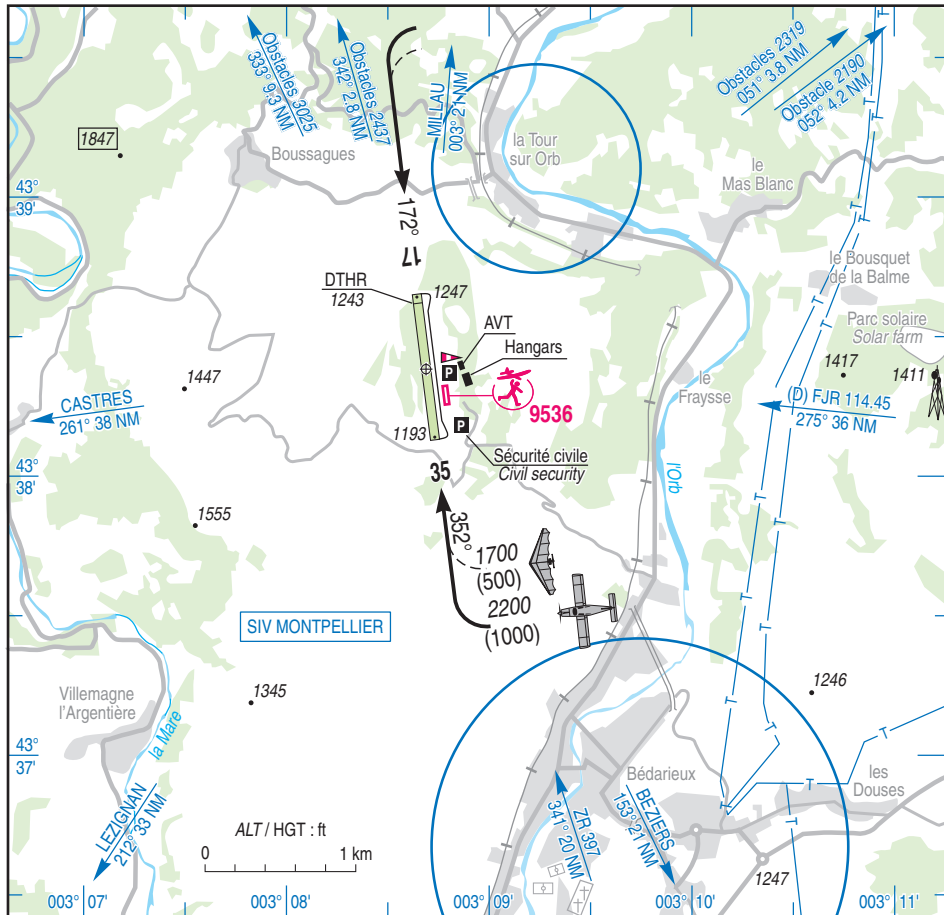 Obstacles 3025
333° 9.3 NM
Obstacles 2437
342° 2.8 NM
MILLAU
003° 21 NM
Obstacles 2319
051° 3.8 NM
Obstacle 2190
052° 4.2 NM
1847
Boussagues
la Tour
sur Orb
le
Mas Blanc
43°
39'
172°
17
le Bousquet
de la Balme
DTHR
1243
1247
AVT
P
Hangars
Parc solaire
Solar farm
1447
1417
1411
CASTRES
261° 38 NM
9536
le
Fraysse
(D) FJR 114.45
275° 36 NM
1193
P
Sécurité civile
Civil security
43°
38'
35
l'Orb
1555
352°
1700
(500)
2200
(1000)
SIV MONTPELLIER
Villemagne
l'Argentière
1345
1246
la Mare
43°
37'
Bédarieux
les
Douses
LEZIGNAN
212° 33 NM
ALT / HGT : ft
0 1 km
ZR 397
341° 20 NM
BEZIERS
153° 21 NM
1247
003° 07' 003° 08' 003° 09' 003° 10' 003° 11'
T
T
T
T
T
T
T
T
T
T
T
T
T